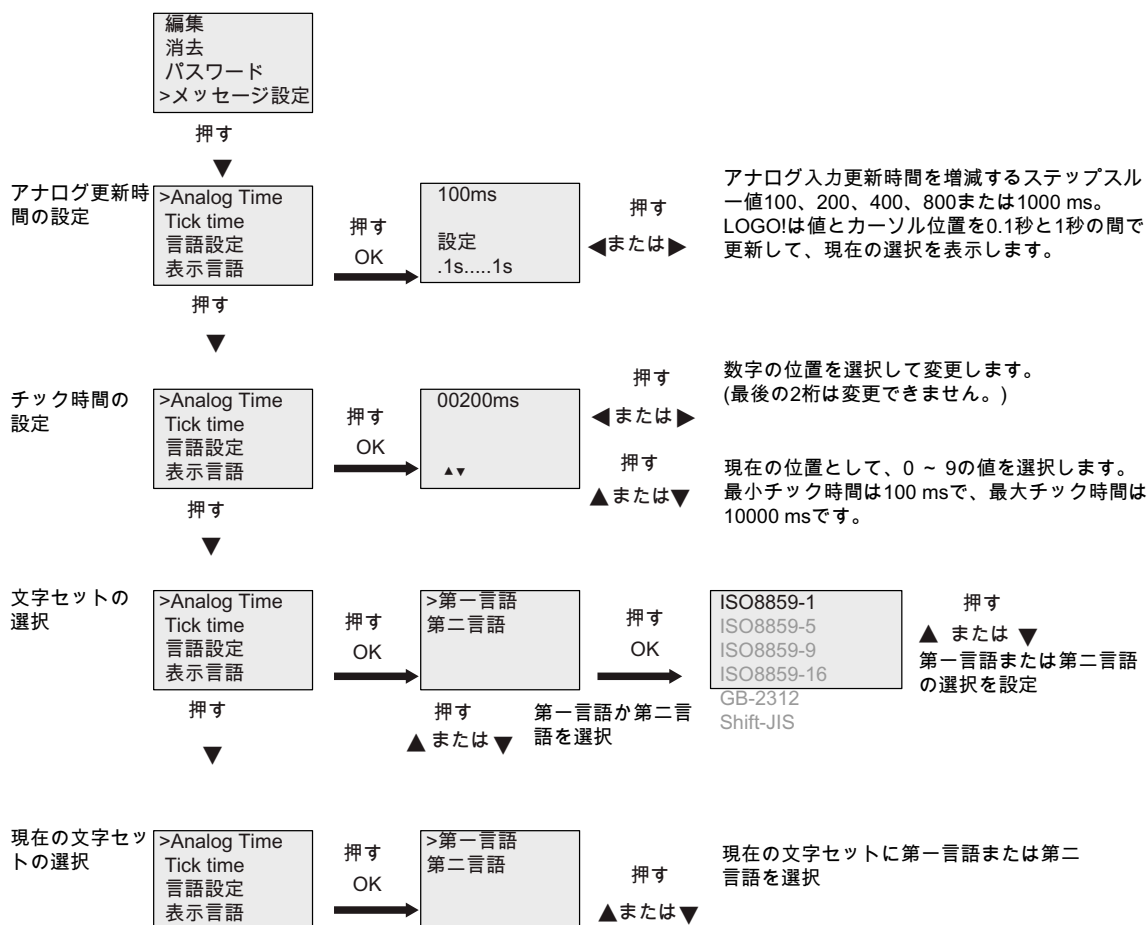 編集
消去
パスワード
>メッセージ設定
押す
▼
アナログ更新時
間の設定
>Analog Time
Tick time
言語設定
表示言語
押す
OK
100ms
設定
.1s.....1s
押す
◀または▶
アナログ入力更新時間を増減するステップスル
ー値100、200、400、800または1000 ms。
LOGO!は値とカーソル位置を0.1秒と1秒の間で
更新して、現在の選択を表示します。
押す
▼
チック時間の
設定
>Analog Time
Tick time
言語設定
表示言語
押す
OK
00200ms
▲▼
押す
◀または▶
数字の位置を選択して変更します。
(最後の2桁は変更できません。)
押す
▲または▼
現在の位置として、0 ~ 9の値を選択します。
最小チック時間は100 msで、最大チック時間は
10000 msです。
押す
▼
文字セットの
選択
>Analog Time
Tick time
言語設定
表示言語
押す
OK
>第一言語
第二言語
押す
▲ または ▼
第一言語か第二言
語を選択
押す
OK
ISO8859-1
ISO8859-5
ISO8859-9
ISO8859-16
GB-2312
Shift-JIS
押す
▲ または ▼
第一言語または第二言語
の選択を設定
押す
▼
現在の文字セッ
トの選択
>Analog Time
Tick time
言語設定
表示言語
押す
OK
>第一言語
第二言語
押す
▲または▼
現在の文字セットに第一言語または第二
言語を選択